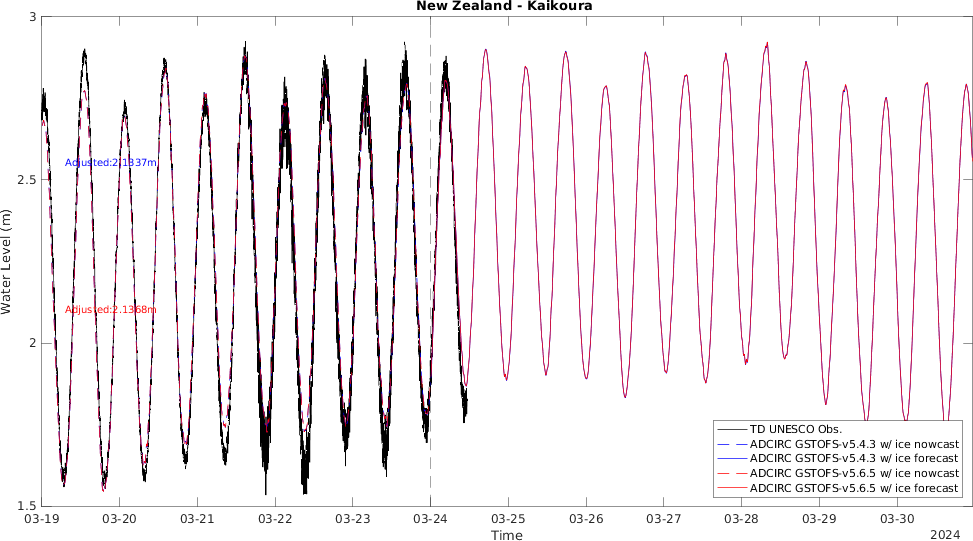 New Zealand - Kaikoura
3
2.5
2
1.5
Water Level (m)
Adjusted:2.1337m
Adjusted:2.1368m
TD UNESCO Obs.
ADCIRC GSTOFS-v5.4.3 w/ ice nowcast
ADCIRC GSTOFS-v5.4.3 w/ ice forecast
ADCIRC GSTOFS-v5.6.5 w/ ice nowcast
ADCIRC GSTOFS-v5.6.5 w/ ice forecast
03-19 03-20 03-21 03-22 03-23 03-24 03-25 03-26 03-27 03-28 03-29 03-30
Time
2024